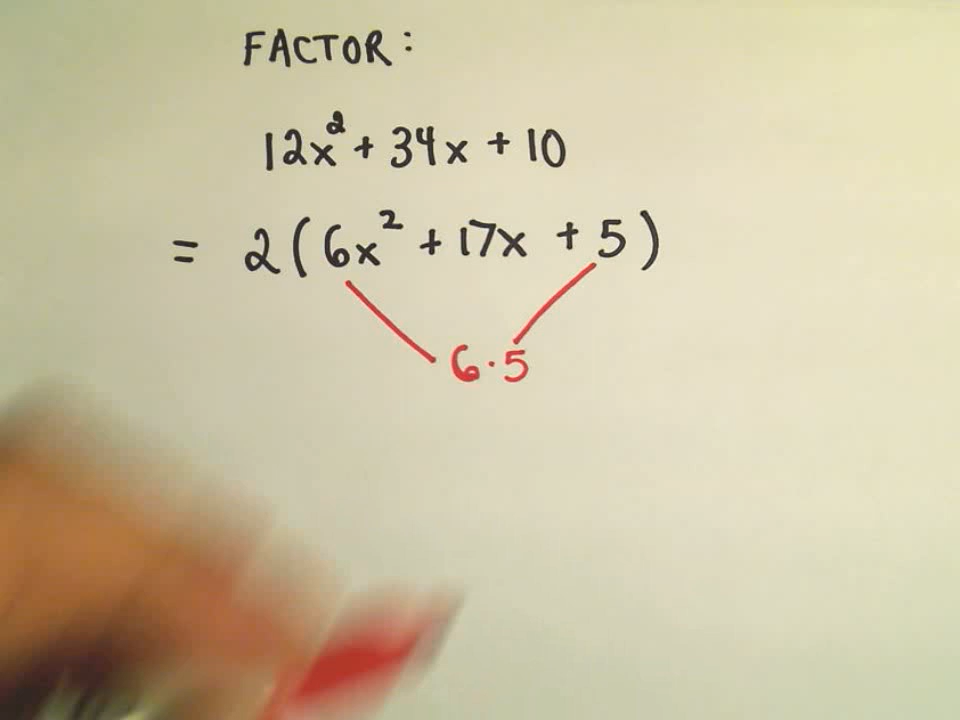 FACTOR:
12x² + 34x + 10
= 2(6x² + 17x + 5)
6·5